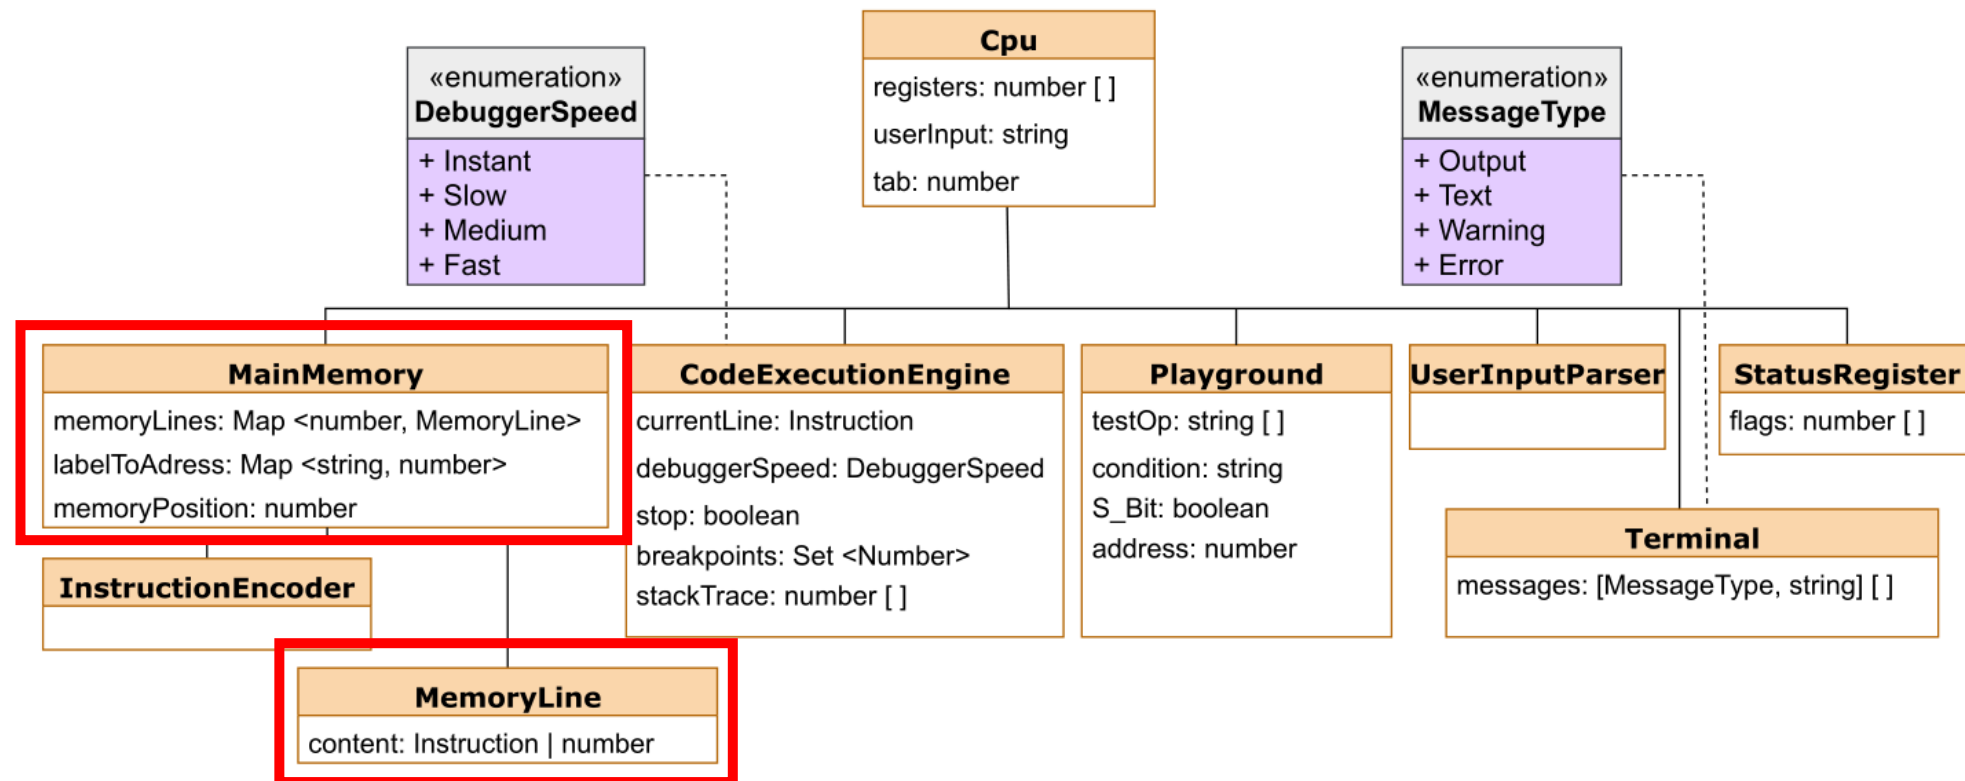 Cpu
registers: number [ ]
userInput: string
tab: number
«enumeration»
DebuggerSpeed
+ Instant
+ Slow
+ Medium
+ Fast
«enumeration»
MessageType
+ Output
+ Text
+ Warning
+ Error
MainMemory
memoryLines: Map <number, MemoryLine>
labelToAdress: Map <string, number>
memoryPosition: number
CodeExecutionEngine
currentLine: Instruction
debuggerSpeed: DebuggerSpeed
stop: boolean
breakpoints: Set <Number>
stackTrace: number [ ]
Playground
testOp: string [ ]
condition: string
S_Bit: boolean
address: number
UserInputParser
StatusRegister
flags: number [ ]
Terminal
messages: [MessageType, string] [ ]
InstructionEncoder
MemoryLine
content: Instruction | number